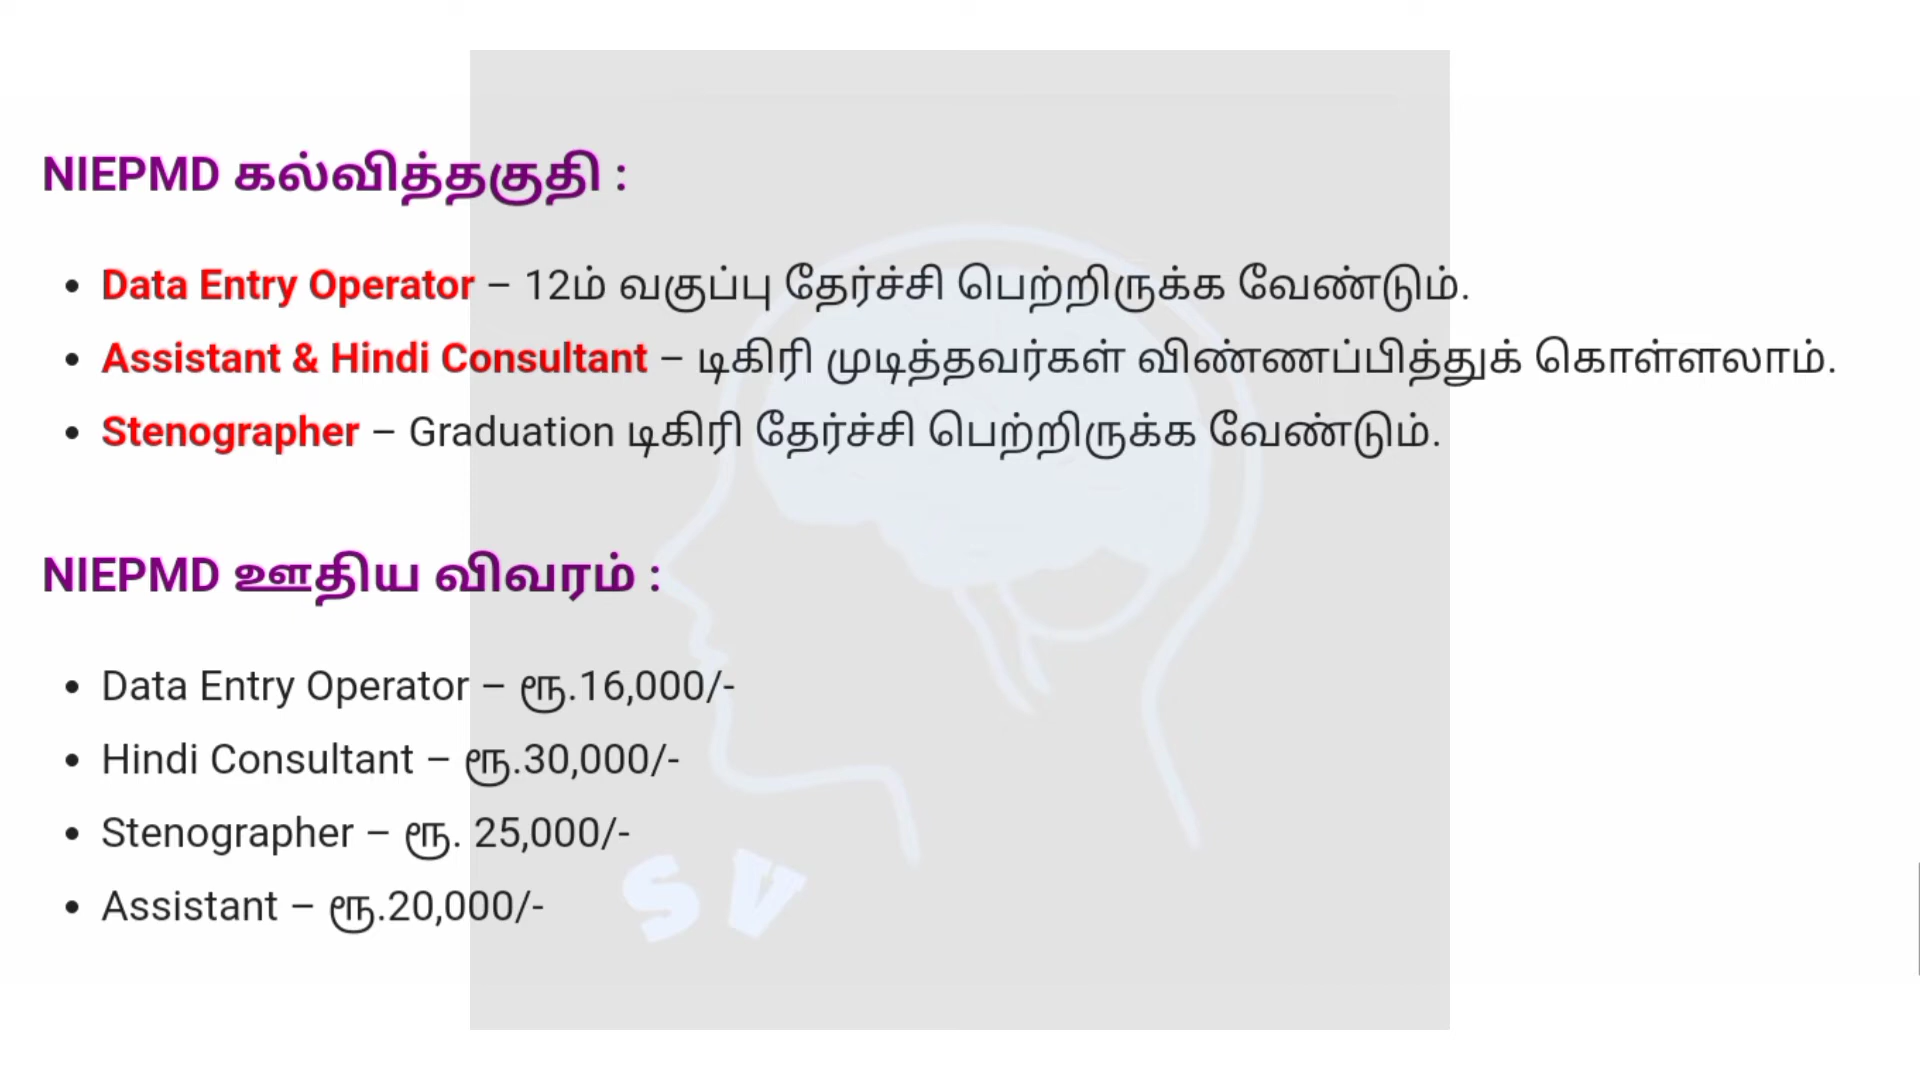 NIEPMD கல்வித்தகுதி :
• Data Entry Operator – 12ம் வகுப்பு தேர்ச்சி பெற்றிருக்க வேண்டும்.
• Assistant & Hindi Consultant – டிகிரி முடித்தவர்கள் விண்ணப்பித்துக் கொள்ளலாம்.
• Stenographer – Graduation டிகிரி தேர்ச்சி பெற்றிருக்க வேண்டும்.
NIEPMD ஊதிய விவரம் :
• Data Entry Operator – ரூ.16,000/-
• Hindi Consultant – ரூ.30,000/-
• Stenographer – ரூ. 25,000/-
• Assistant – ரூ.20,000/-
S V